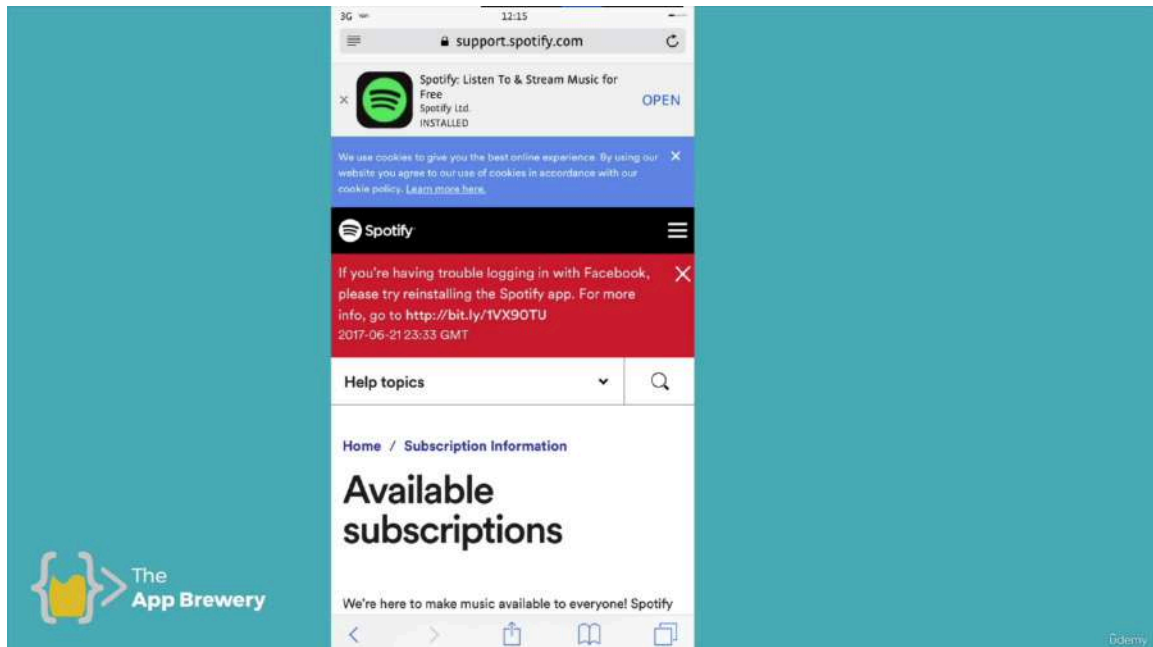 3G
12:15
support.spotify.com
Spotify: Listen To & Stream Music for
Free
Spotify Ltd.
INSTALLED
OPEN
We use cookies to give you the best online experience. By using our
website you agree to our use of cookies in accordance with our
cookie policy. Learn more here.
Spotify
If you're having trouble logging in with Facebook,
please try reinstalling the Spotify app. For more
info, go to http://bit.ly/1VX9OTU
2017-06-21 23:33 GMT
Help topics
Home / Subscription Information
Available
subscriptions
We're here to make music available to everyone! Spotify
The
App Brewery
ûdemy